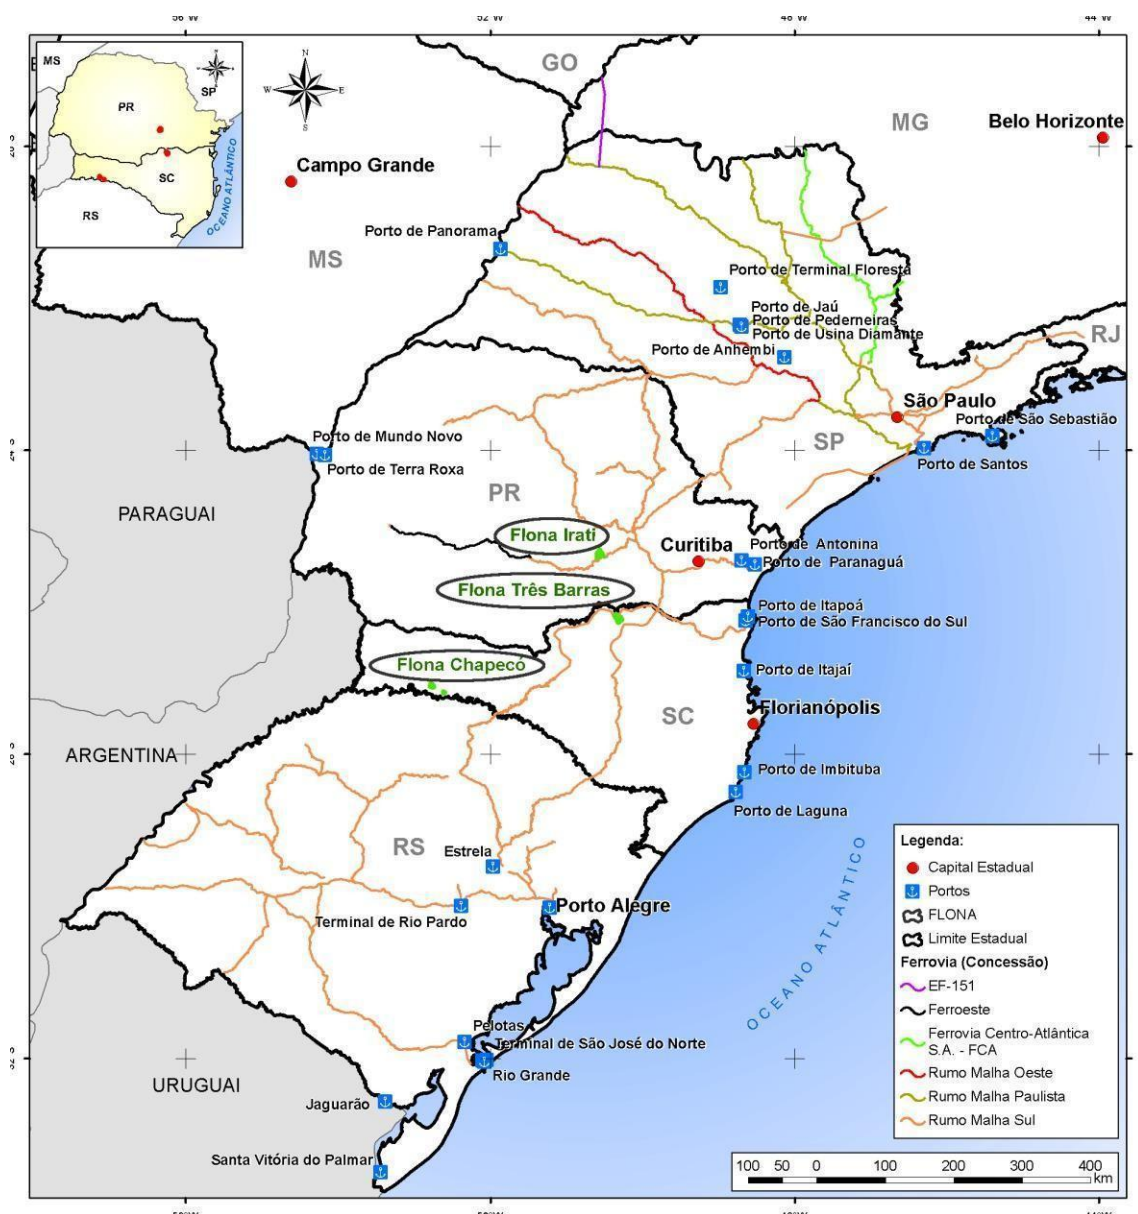 56°W
52°W
48°W
44°W
MS
PR
SP
SC
RS
OCEANO ATLÂNTICO
N
W
E
S
GO
MG
Belo Horizonte
Campo Grande
MS
Porto de Panorama
Porto de Terminal Floresta
Porto de Jaú
Porto de Pederneiras
Porto de Usina Diamante
Porto de Anhembi
RJ
São Paulo
Porto de São Sebastião
SP
Porto de Santos
Porto de Mundo Novo
Porto de Terra Roxa
PR
PARAGUAI
Flona Irati
Curitiba
Porto de Antonina
Porto de Paranaguá
Flona Três Barras
Porto de Itapoá
Porto de São Francisco do Sul
Flona Chapecó
Porto de Itajaí
SC
Florianópolis
ARGENTINA
Porto de Imbituba
Porto de Laguna
RS
Estrela
Terminal de Rio Pardo
Porto Alegre
OCEANO ATLÂNTICO
Pelotas
Terminal de São José do Norte
Rio Grande
URUGUAI
Jaguarão
Santa Vitória do Palmar
Legenda:
Capital Estadual
Portos
FLONA
Limite Estadual
Ferrovia (Concessão)
EF-151
Ferroeste
Ferrovia Centro-Atlântica
S.A. - FCA
Rumo Malha Oeste
Rumo Malha Paulista
Rumo Malha Sul
100 50 0 100 200 300 400
km